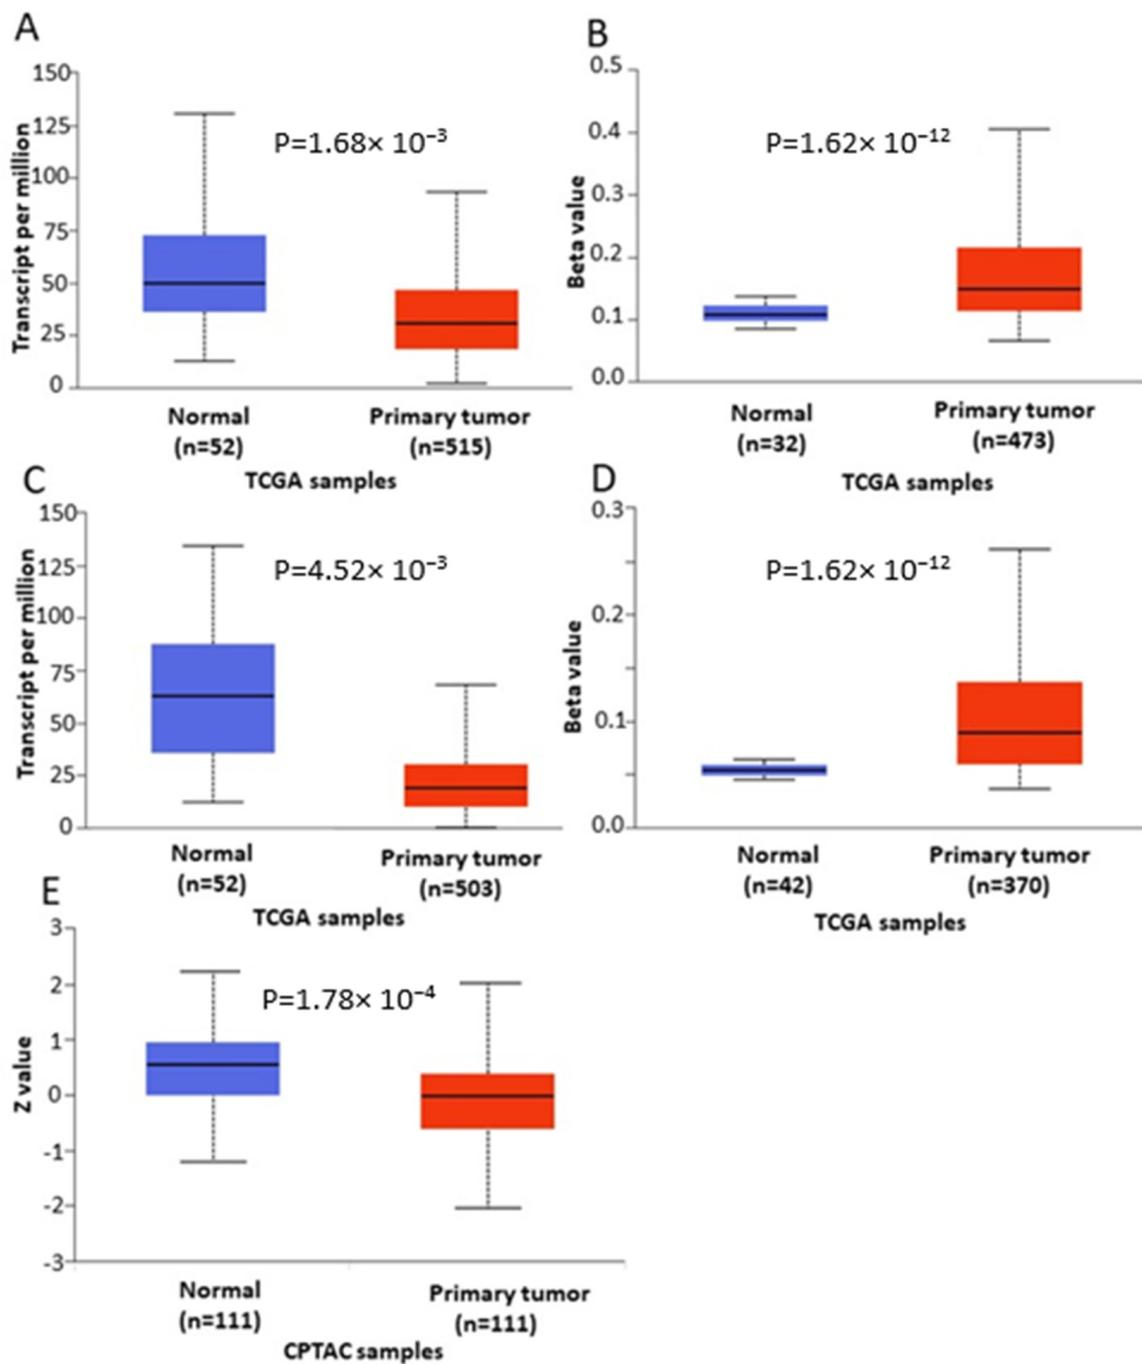 A
Transcript per million
150
125
100
75
50
25
0
P=1.68× 10⁻³
Normal
(n=52)
Primary tumor
(n=515)
TCGA samples
B
Beta value
0.5
0.4
0.3
0.2
0.1
0.0
P=1.62× 10⁻¹²
Normal
(n=32)
Primary tumor
(n=473)
TCGA samples
C
Transcript per million
150
125
100
75
50
25
0
P=4.52× 10⁻³
Normal
(n=52)
Primary tumor
(n=503)
TCGA samples
D
Beta value
0.3
0.2
0.1
0.0
P=1.62× 10⁻¹²
Normal
(n=42)
Primary tumor
(n=370)
TCGA samples
E
Z value
3
2
1
0
-1
-2
-3
P=1.78× 10⁻⁴
Normal
(n=111)
Primary tumor
(n=111)
CPTAC samples